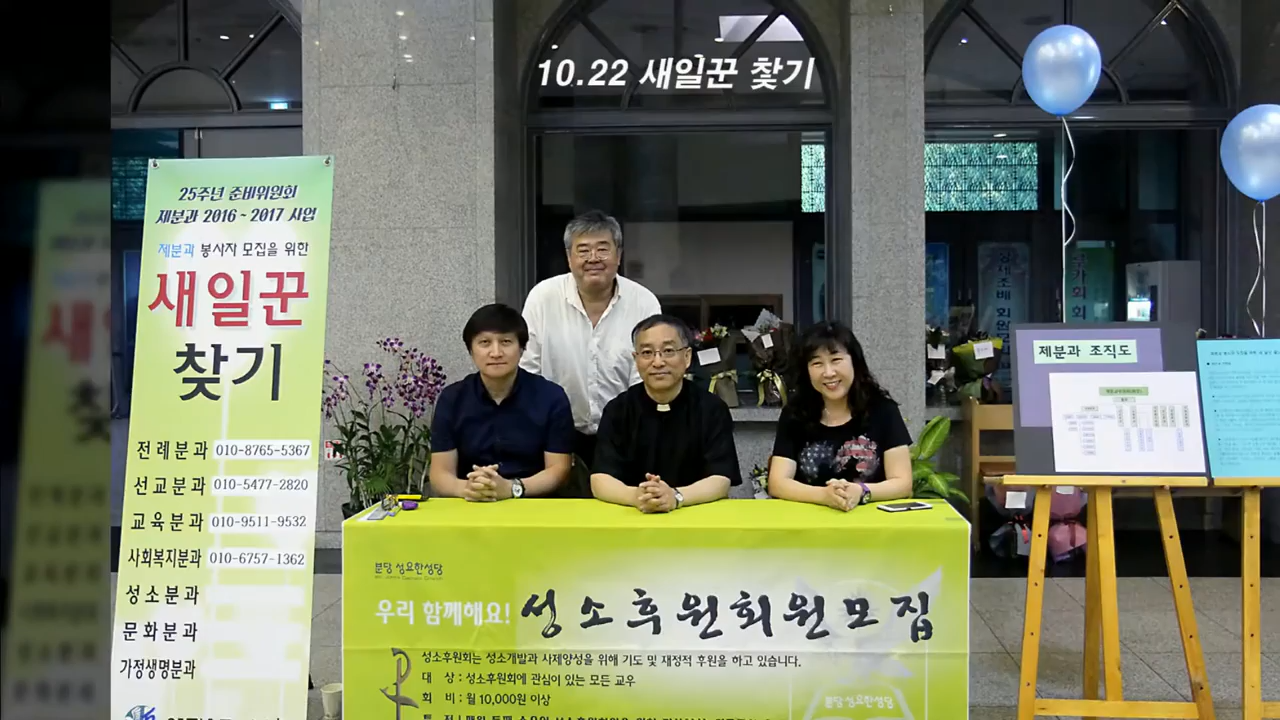 10.22 새일꾼 찾기
25주년 준비위원회
제분과 2016 ~ 2017 사업
제분과 봉사자 모집을 위한
새일꾼
찾기
전례분과 010-8765-5367
선교분과 010-5477-2820
교육분과 010-9511-9532
사회복지분과 010-6757-1362
성소분과
문화분과
가정생명분과
분당 성요한성당
우리 함께해요! 성소후원회원모집
성소후원회는 성소개발과 사제양성을 위해 기도 및 재정적 후원을 하고 있습니다.
대 상 : 성소후원회에 관심이 있는 모든 교우
회 비 : 월 10,000원 이상
분당 성요한성당
제분과 조직도